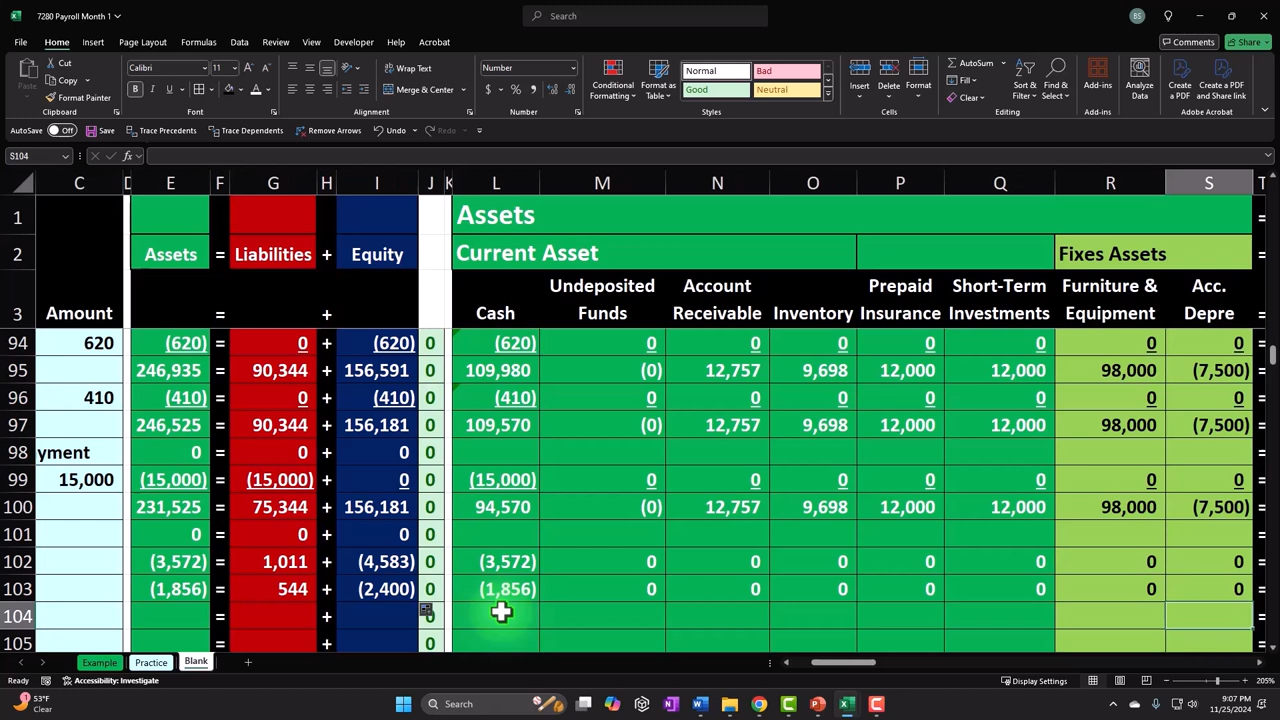 7280 Payroll Month 1
Search
BS
File Home Insert Page Layout Formulas Data Review View Developer Help Acrobat
Comments Share
Paste Cut Copy Format Painter
Clipboard
Calibri 11
B I U
Font
Wrap Text
Merge & Center
Alignment
Number
$ % 9
Number
Conditional Formatting Format as Table
Normal Bad
Good Neutral
Styles
Insert Delete Format
Cells
AutoSum Fill Clear
Sort & Filter Find & Select
Editing
Add-ins
Add-ins
Analyze Data
Create a PDF Create a PDF and Share link
Adobe Acrobat
AutoSave Off Save Trace Precedents Trace Dependents Remove Arrows Undo Redo
S104 fx
C D E F G H I J K L M N O P Q R S T
1 Assets
2 Assets = Liabilities + Equity Current Asset Fixes Assets
3 Amount = + Cash Undeposited Funds Account Receivable Inventory Prepaid Insurance Short-Term Investments Furniture & Equipment Acc. Depre
94 620 (620) = 0 + (620) 0 (620) 0 0 0 0 0 0 0 =
95 246,935 = 90,344 + 156,591 0 109,980 (0) 12,757 9,698 12,000 12,000 98,000 (7,500) =
96 410 (410) = 0 + (410) 0 (410) 0 0 0 0 0 0 0 =
97 246,525 = 90,344 + 156,181 0 109,570 (0) 12,757 9,698 12,000 12,000 98,000 (7,500) =
98 yment 0 = 0 + 0 0 =
99 15,000 (15,000) = (15,000) + 0 0 (15,000) 0 0 0 0 0 0 0 =
100 231,525 = 75,344 + 156,181 0 94,570 (0) 12,757 9,698 12,000 12,000 98,000 (7,500) =
101 0 = 0 + 0 0 =
102 (3,572) = 1,011 + (4,583) 0 (3,572) 0 0 0 0 0 0 0 =
103 (1,856) = 544 + (2,400) 0 (1,856) 0 0 0 0 0 0 0 =
104 = + 0 =
105 = + 0 =
Example Practice Blank
Ready Accessibility: Investigate Display Settings 205%
53°F
Clear
Search
9:07 PM
11/25/2024